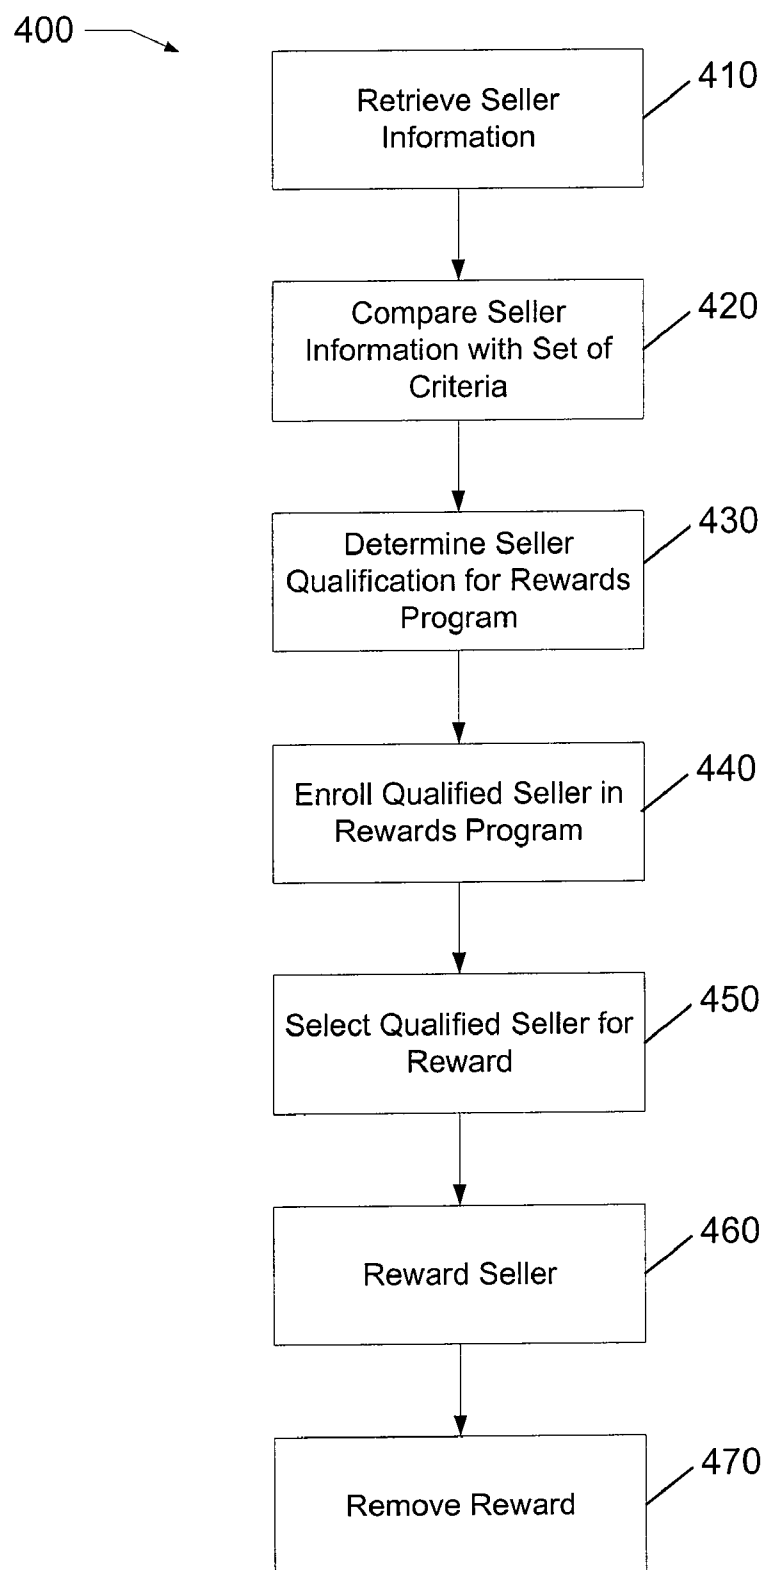 400
410
Retrieve Seller
Information
420
Compare Seller
Information with Set of
Criteria
430
Determine Seller
Qualification for Rewards
Program
440
Enroll Qualified Seller in
Rewards Program
450
Select Qualified Seller for
Reward
460
Reward Seller
470
Remove Reward